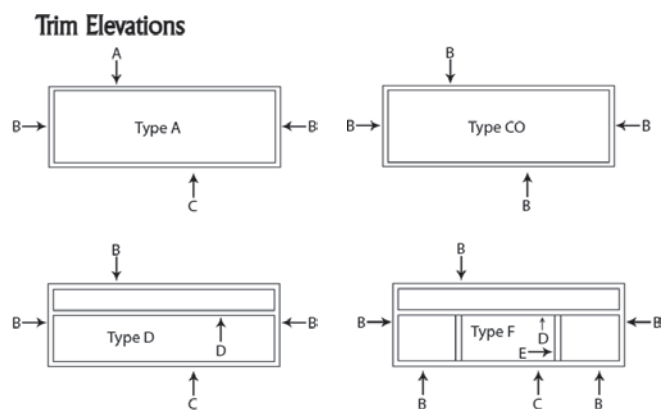 Trim Elevations
A B
B Type A B B Type CO B
C B
B B
B Type D D B B Type F D B
E
C B C B